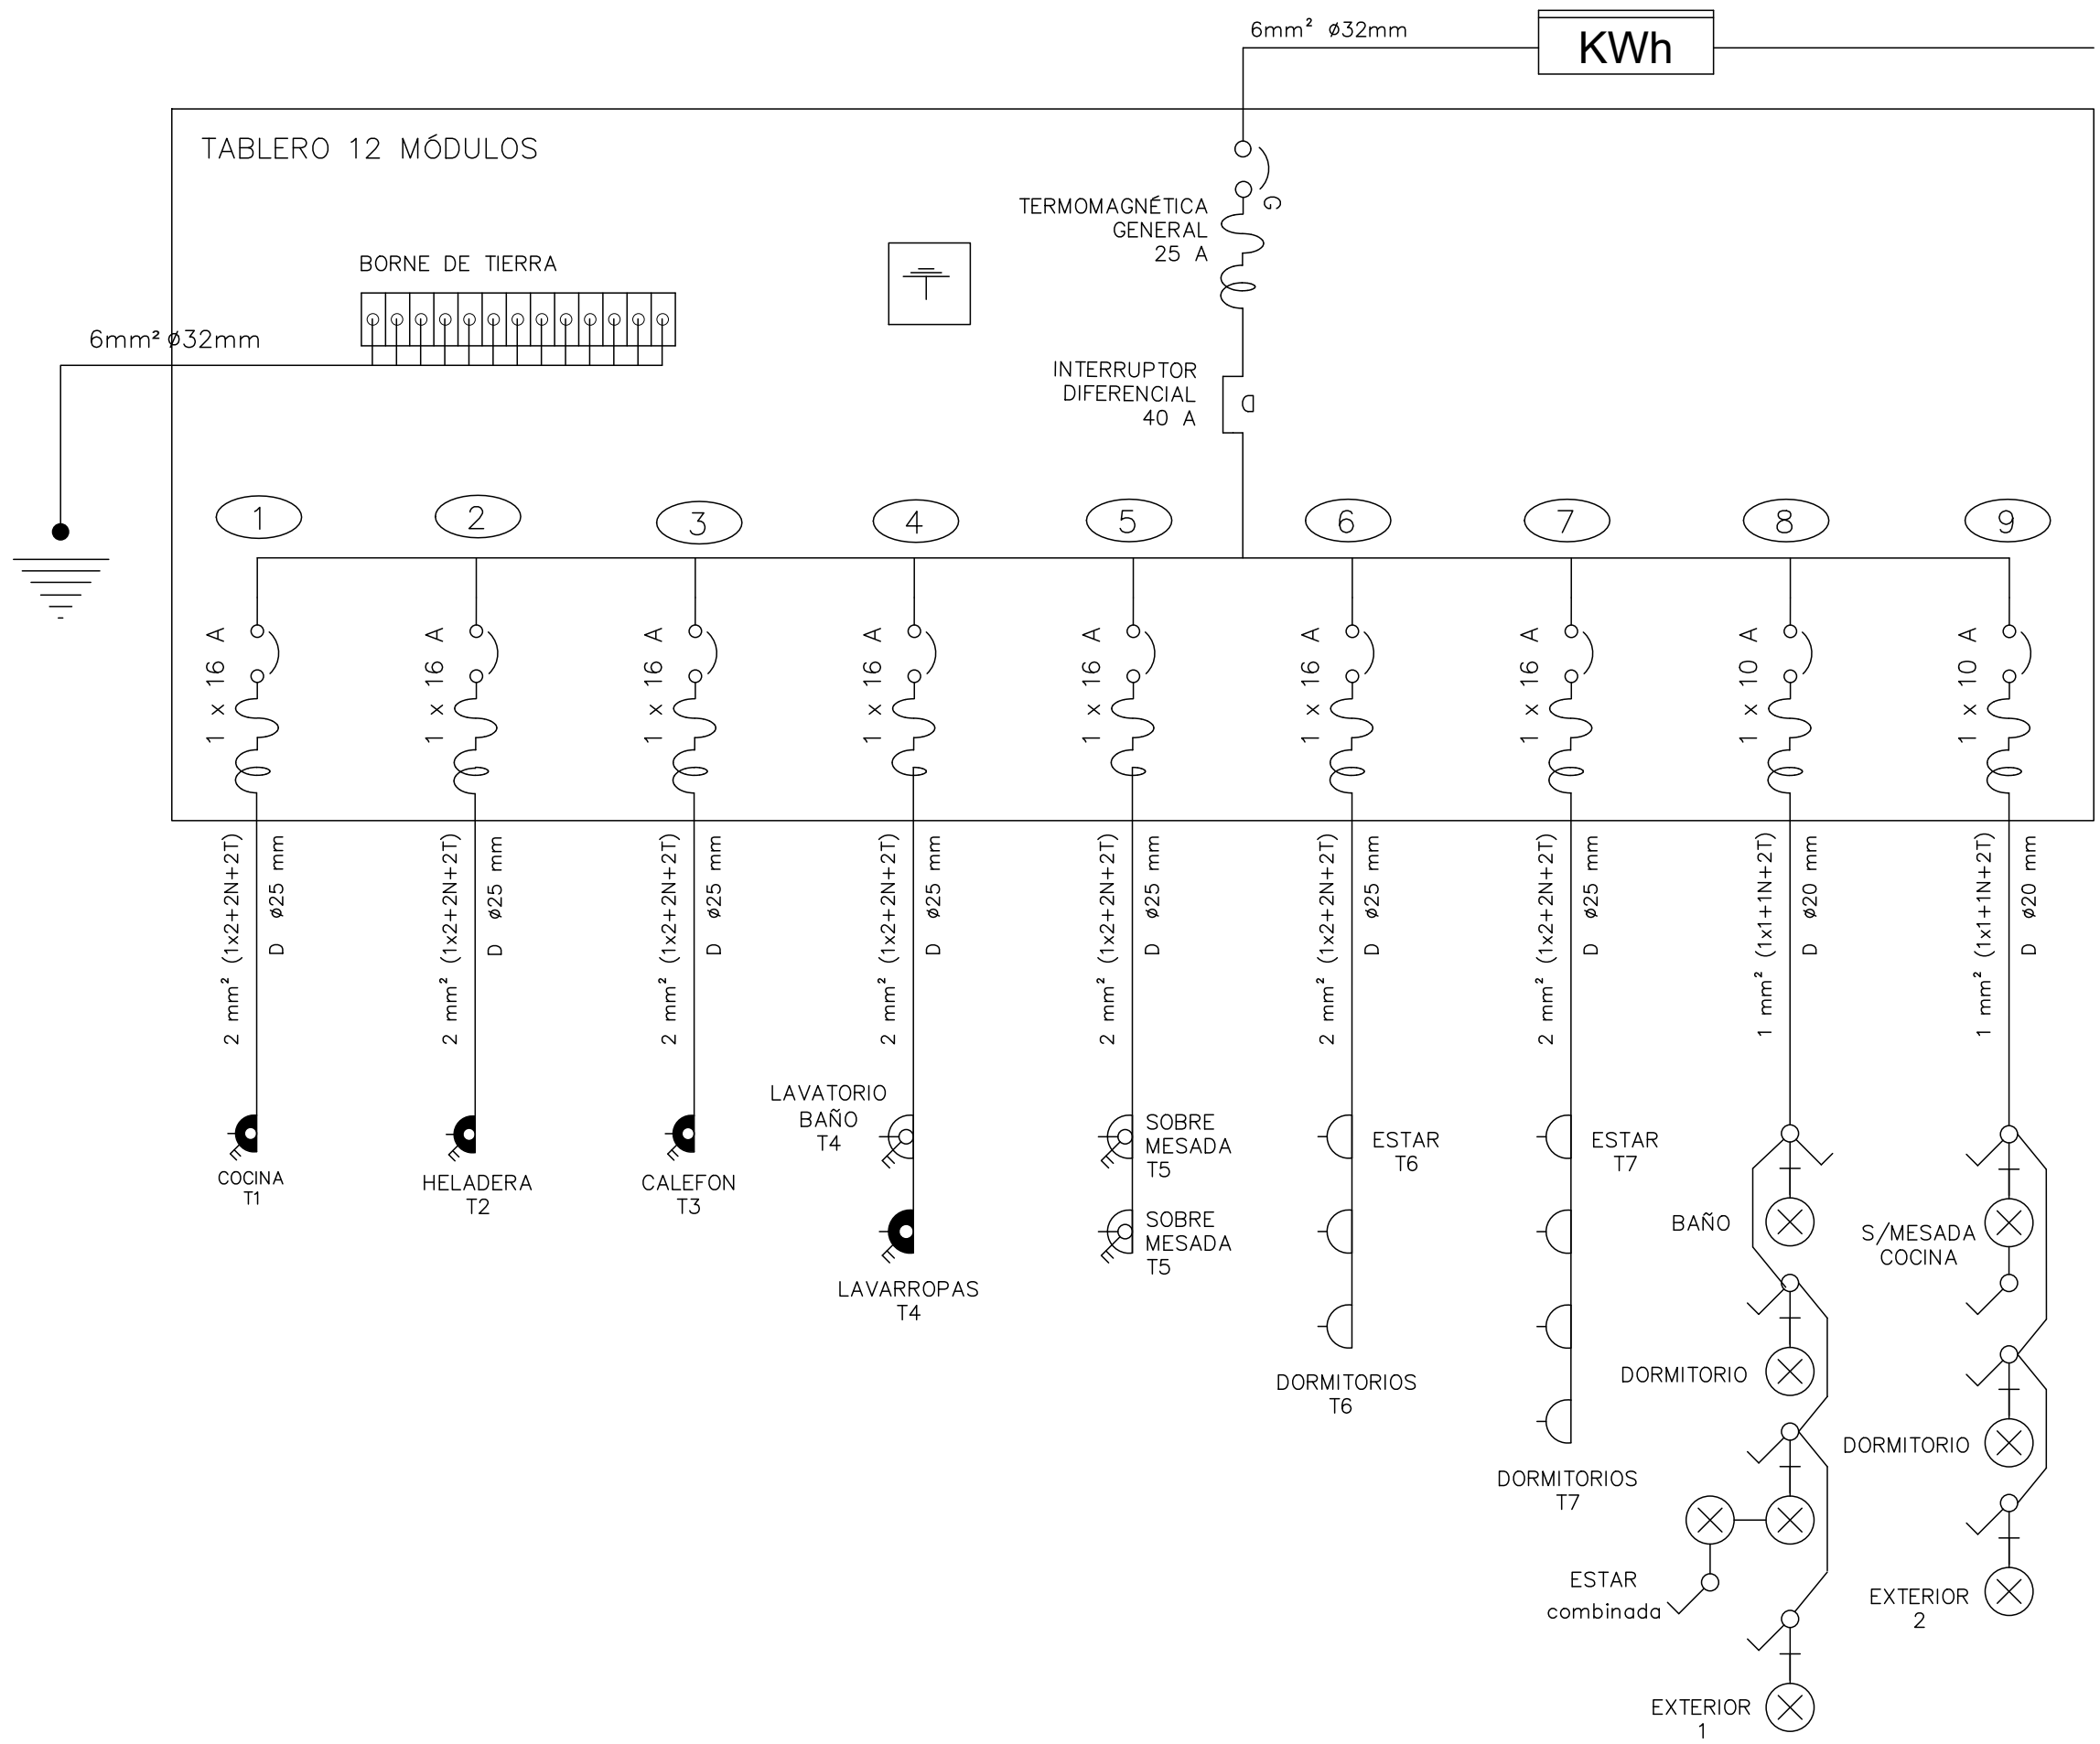 6mm² ø32mm
KWh
TABLERO 12 MÓDULOS
TERMOMAGNÉTICA
GENERAL
25 A
G
BORNE DE TIERRA
6mm² ø32mm
INTERRUPTOR
DIFERENCIAL
40 A
D
1
2
3
4
5
6
7
8
9
1 x 16 A
1 x 16 A
1 x 16 A
1 x 16 A
1 x 16 A
1 x 16 A
1 x 16 A
1 x 10 A
1 x 10 A
2 mm² (1x2+2N+2T)
D ø25 mm
2 mm² (1x2+2N+2T)
D ø25 mm
2 mm² (1x2+2N+2T)
D ø25 mm
2 mm² (1x2+2N+2T)
D ø25 mm
2 mm² (1x2+2N+2T)
D ø25 mm
2 mm² (1x2+2N+2T)
D ø25 mm
2 mm² (1x2+2N+2T)
D ø25 mm
1 mm² (1x1+1N+2T)
D ø20 mm
1 mm² (1x1+1N+2T)
D ø20 mm
COCINA
T1
HELADERA
T2
CALEFON
T3
LAVATORIO
BAÑO
T4
LAVARROPAS
T4
SOBRE
MESADA
T5
SOBRE
MESADA
T5
ESTAR
T6
DORMITORIOS
T6
ESTAR
T7
DORMITORIOS
T7
BAÑO
DORMITORIO
ESTAR
combinada
EXTERIOR
1
S/MESADA
COCINA
DORMITORIO
EXTERIOR
2